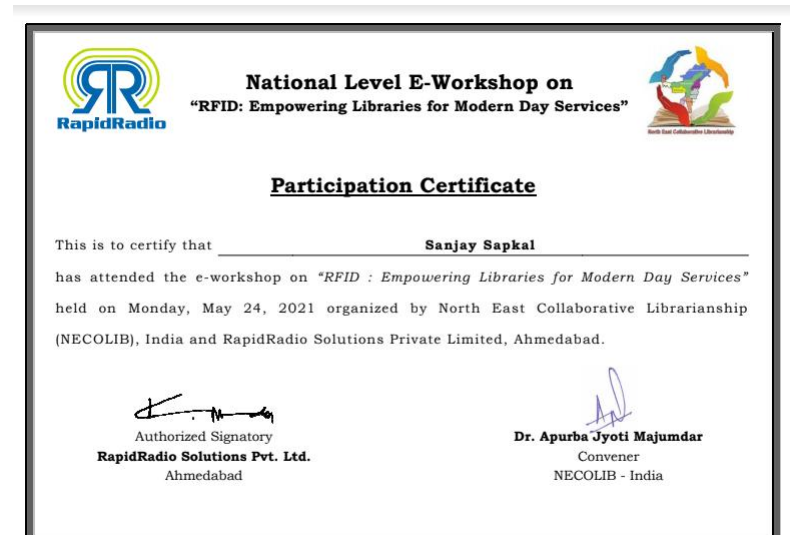 RapidRadio
National Level E-Workshop on
“RFID: Empowering Libraries for Modern Day Services”
North East Collaborative Librarianship
Participation Certificate
This is to certify that Sanjay Sapkal
has attended the e-workshop on “RFID : Empowering Libraries for Modern Day Services”
held on Monday, May 24, 2021 organized by North East Collaborative Librarianship
(NECOLIB), India and RapidRadio Solutions Private Limited, Ahmedabad.
Authorized Signatory
RapidRadio Solutions Pvt. Ltd.
Ahmedabad
Dr. Apurba Jyoti Majumdar
Convener
NECOLIB - India